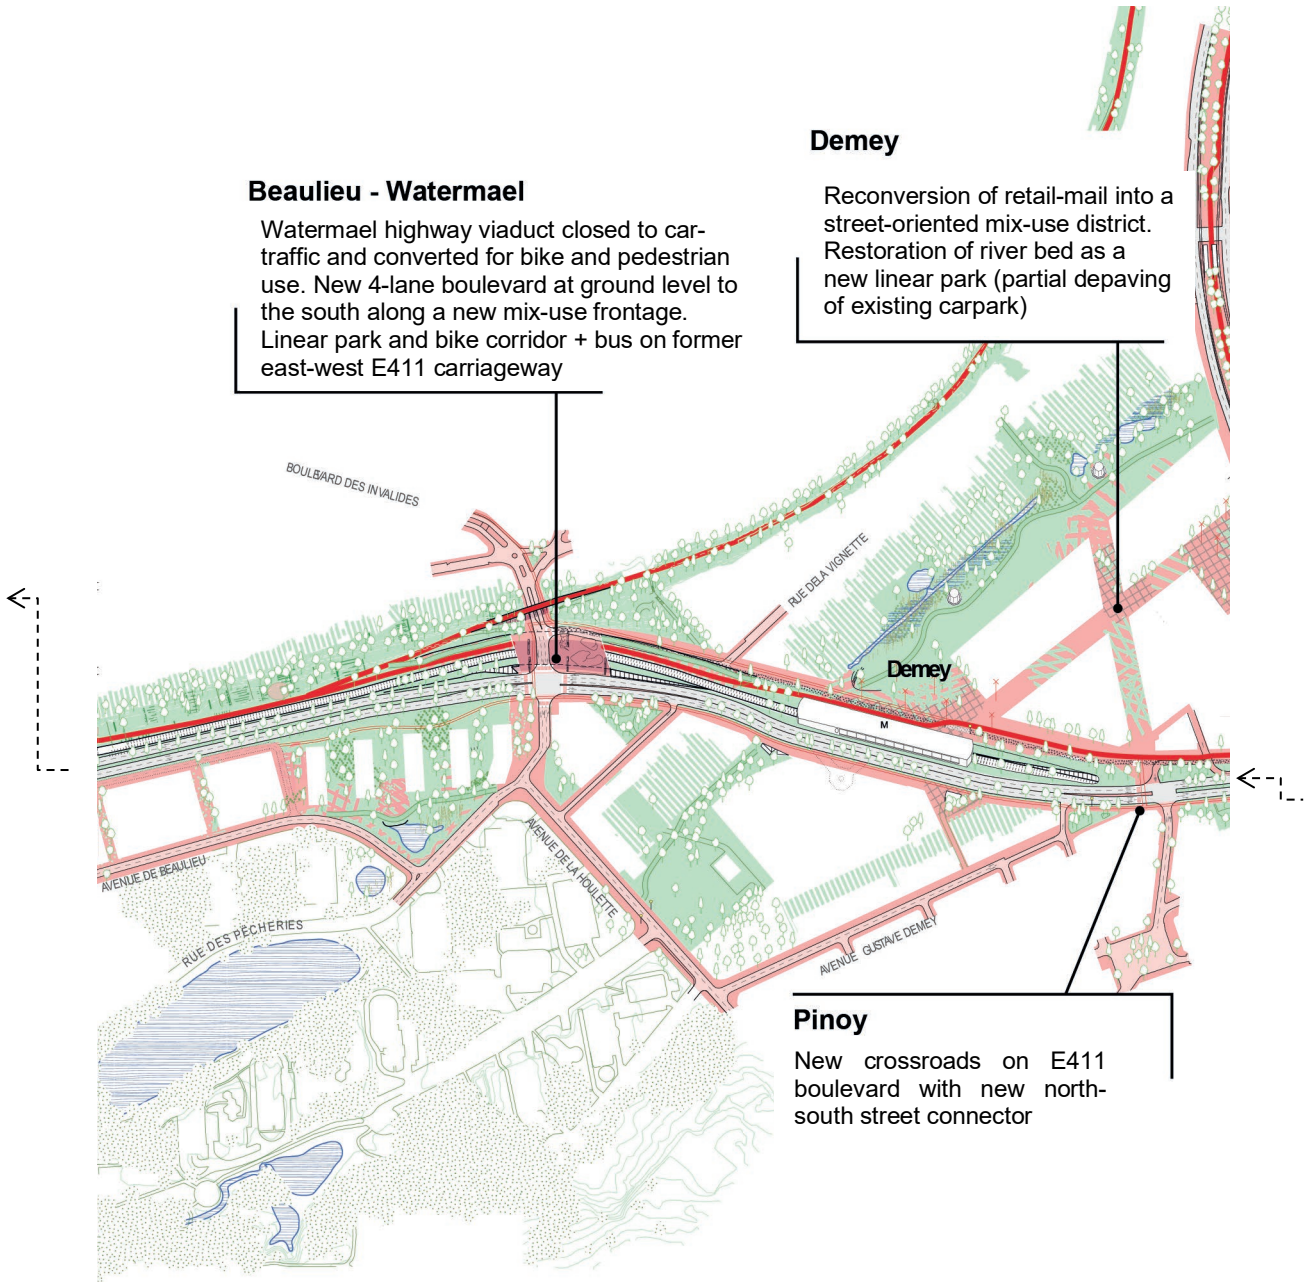 Demey
Reconversion of retail-mail into a
street-oriented mix-use district.
Restoration of river bed as a
new linear park (partial depaving
of existing carpark)
Beaulieu - Watermael
Watermael highway viaduct closed to car-
traffic and converted for bike and pedestrian
use. New 4-lane boulevard at ground level to
the south along a new mix-use frontage.
Linear park and bike corridor + bus on former
east-west E411 carriageway
BOULEVARD DES INVALIDES
RUE DELA VIGNETTE
Demey
M
AVENUE DE BEAULIEU
AVENUE DE LA HOULETTE
RUE DES PÊCHERIES
AVENUE GUSTAVE DEMEY
Pinoy
New crossroads on E411
boulevard with new north-
south street connector